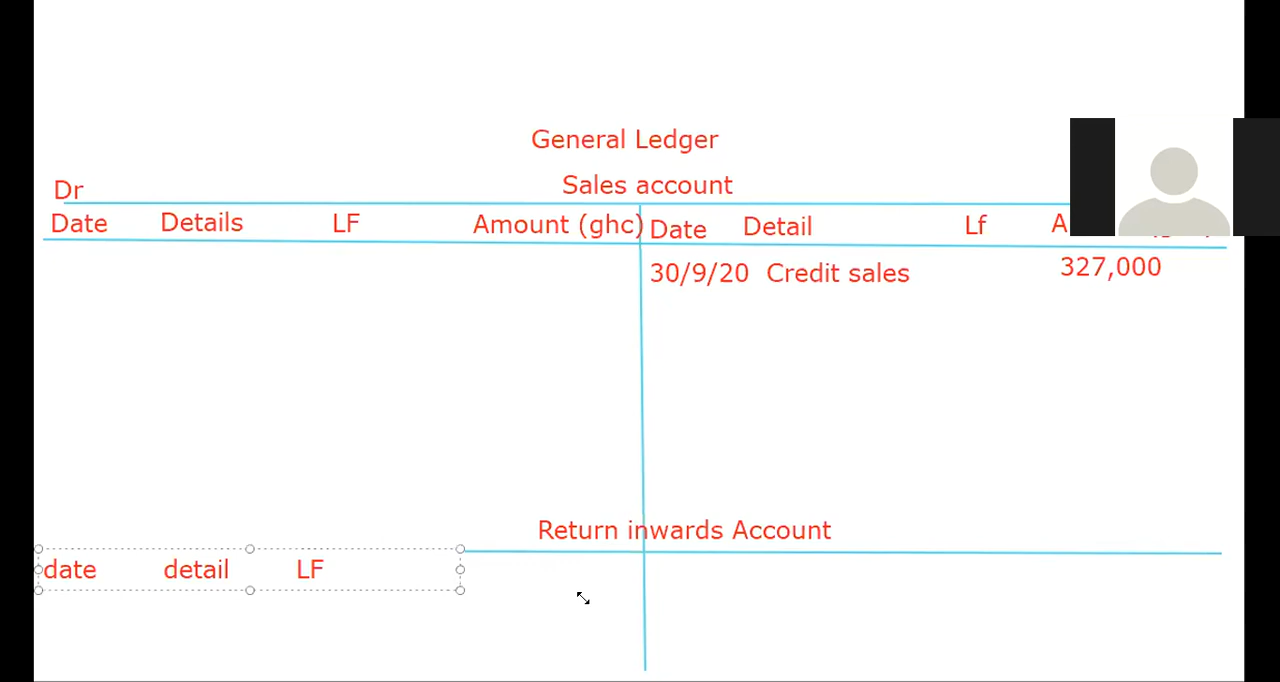 General Ledger
Sales account
Dr
Date Details LF Amount (ghc) Date Detail Lf
30/9/20 Credit sales 327,000
Return inwards Account
date detail LF